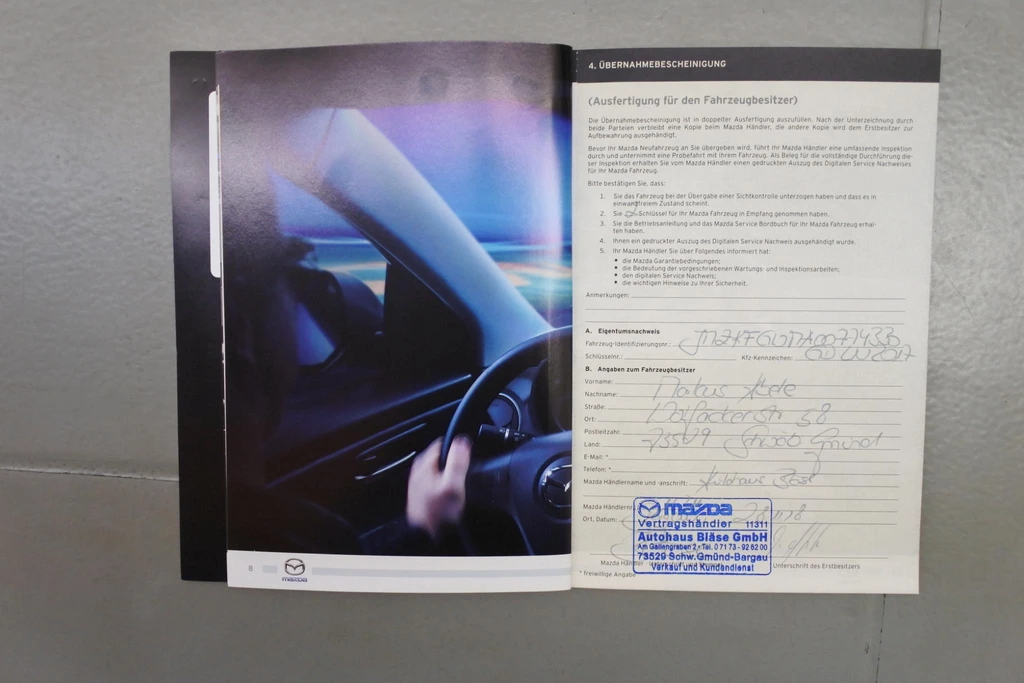 8
mazda
4. ÜBERNAHMEBESCHEINIGUNG
(Ausfertigung für den Fahrzeugbesitzer)
Die Übernahmebescheinigung ist in doppelter Ausfertigung auszufüllen. Nach der Unterzeichnung durch
beide Parteien verbleibt eine Kopie beim Mazda Händler, die andere Kopie wird dem Erstbesitzer zur
Aufbewahrung ausgehändigt.
Bevor Ihr Mazda Neufahrzeug an Sie übergeben wird, führt Ihr Mazda Händler eine umfassende Inspektion
durch und unternimmt eine Probefahrt mit Ihrem Fahrzeug. Als Beleg für die vollständige Durchführung die-
ser Inspektion erhalten Sie vom Mazda Händler einen gedruckten Auszug des Digitalen Service Nachweises
für Ihr Mazda Fahrzeug.
Bitte bestätigen Sie, dass:
1. Sie das Fahrzeug bei der Übergabe einer Sichtkontrolle unterzogen haben und dass es in
einwandfreiem Zustand scheint.
2. Sie Schlüssel für Ihr Mazda Fahrzeug in Empfang genommen haben.
3. Sie die Betriebsanleitung und das Mazda Service Bordbuch für Ihr Mazda Fahrzeug erhal-
ten haben.
4. Ihnen ein gedruckter Auszug des Digitalen Service Nachweis ausgehändigt wurde.
5. Ihr Mazda Händler Sie über Folgendes informiert hat:
• die Mazda Garantiebedingungen;
• die Bedeutung der vorgeschriebenen Wartungs- und Inspektionsarbeiten;
• den digitalen Service Nachweis;
• die wichtigen Hinweise zu Ihrer Sicherheit.
Anmerkungen:
A. Eigentumsnachweis
Fahrzeug-Identifizierungsnr.:
Schlüsselnr.: Kfz-Kennzeichen:
B. Angaben zum Fahrzeugbesitzer
Vorname: Markus
Nachname:
Straße: 58
Ort:
Postleitzahl: 73529 Schwäb Gmünd
Land:
E-Mail: *
Telefon: *
Mazda Händlername und -anschrift: Autohaus
Mazda Händlernr
Ort, Datum:
mazda
Vertragshändler 11311
Autohaus Bläse GmbH
Am Gallengraben 2 • Tel. 0 71 73 - 92 62 00
73529 Schw.Gmünd-Bargau
Verkauf und Kundendienst
Mazda Händler Unterschrift des Erstbesitzers
* freiwillige Angabe